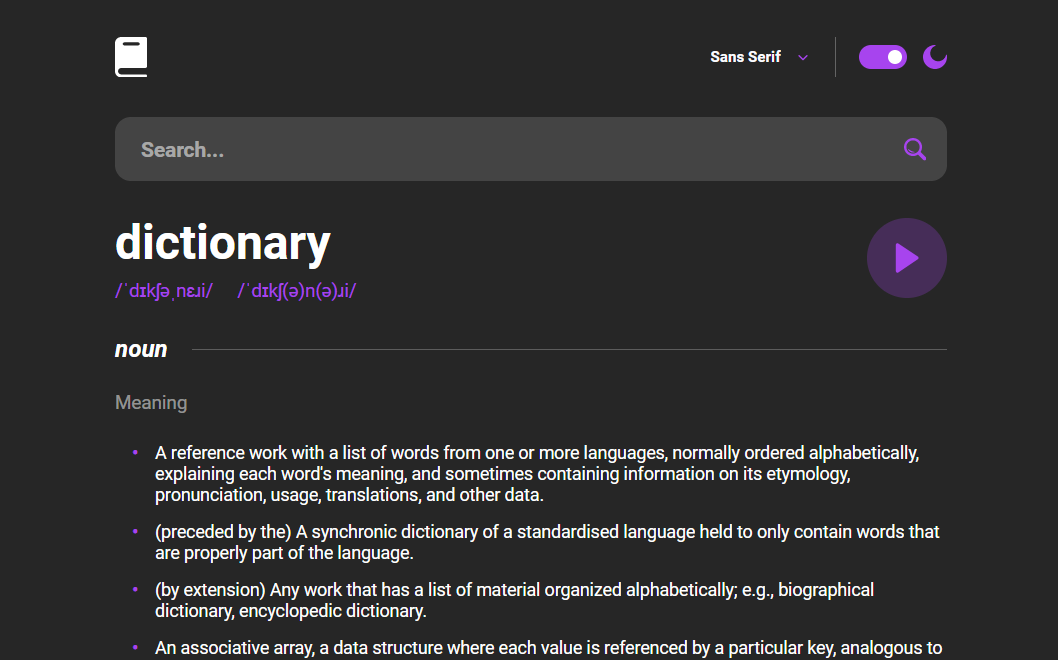 Sans Serif
Search...
dictionary
/ˈdɪkʃəˌnɛɹi/ /ˈdɪkʃ(ə)n(ə)ɹi/
noun
Meaning
A reference work with a list of words from one or more languages, normally ordered alphabetically,
explaining each word's meaning, and sometimes containing information on its etymology,
pronunciation, usage, translations, and other data.
(preceded by the) A synchronic dictionary of a standardised language held to only contain words that
are properly part of the language.
(by extension) Any work that has a list of material organized alphabetically; e.g., biographical
dictionary, encyclopedic dictionary.
An associative array, a data structure where each value is referenced by a particular key, analogous to